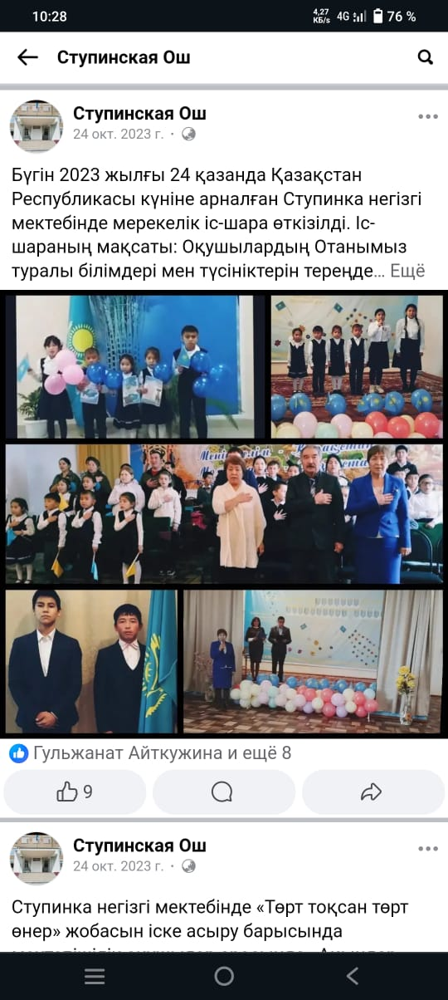 10:28
4,27
КБ/s
4G
76 %
Ступинская Ош
Ступинская Ош
24 окт. 2023 г. ·
Бүгін 2023 жылғы 24 қазанда Қазақстан
Республикасы күніне арналған Ступинка негізгі
мектебінде мерекелік іс-шара өткізілді. Іс-
шараның мақсаты: Оқушылардың Отанымыз
туралы білімдері мен түсініктерін тереңде... Ещё
Гульжанат Айткужина и ещё 8
9
Ступинская Ош
24 окт. 2023 г. ·
Ступинка негізгі мектебінде «Төрт тоқсан төрт
өнер» жобасын іске асыру барысында